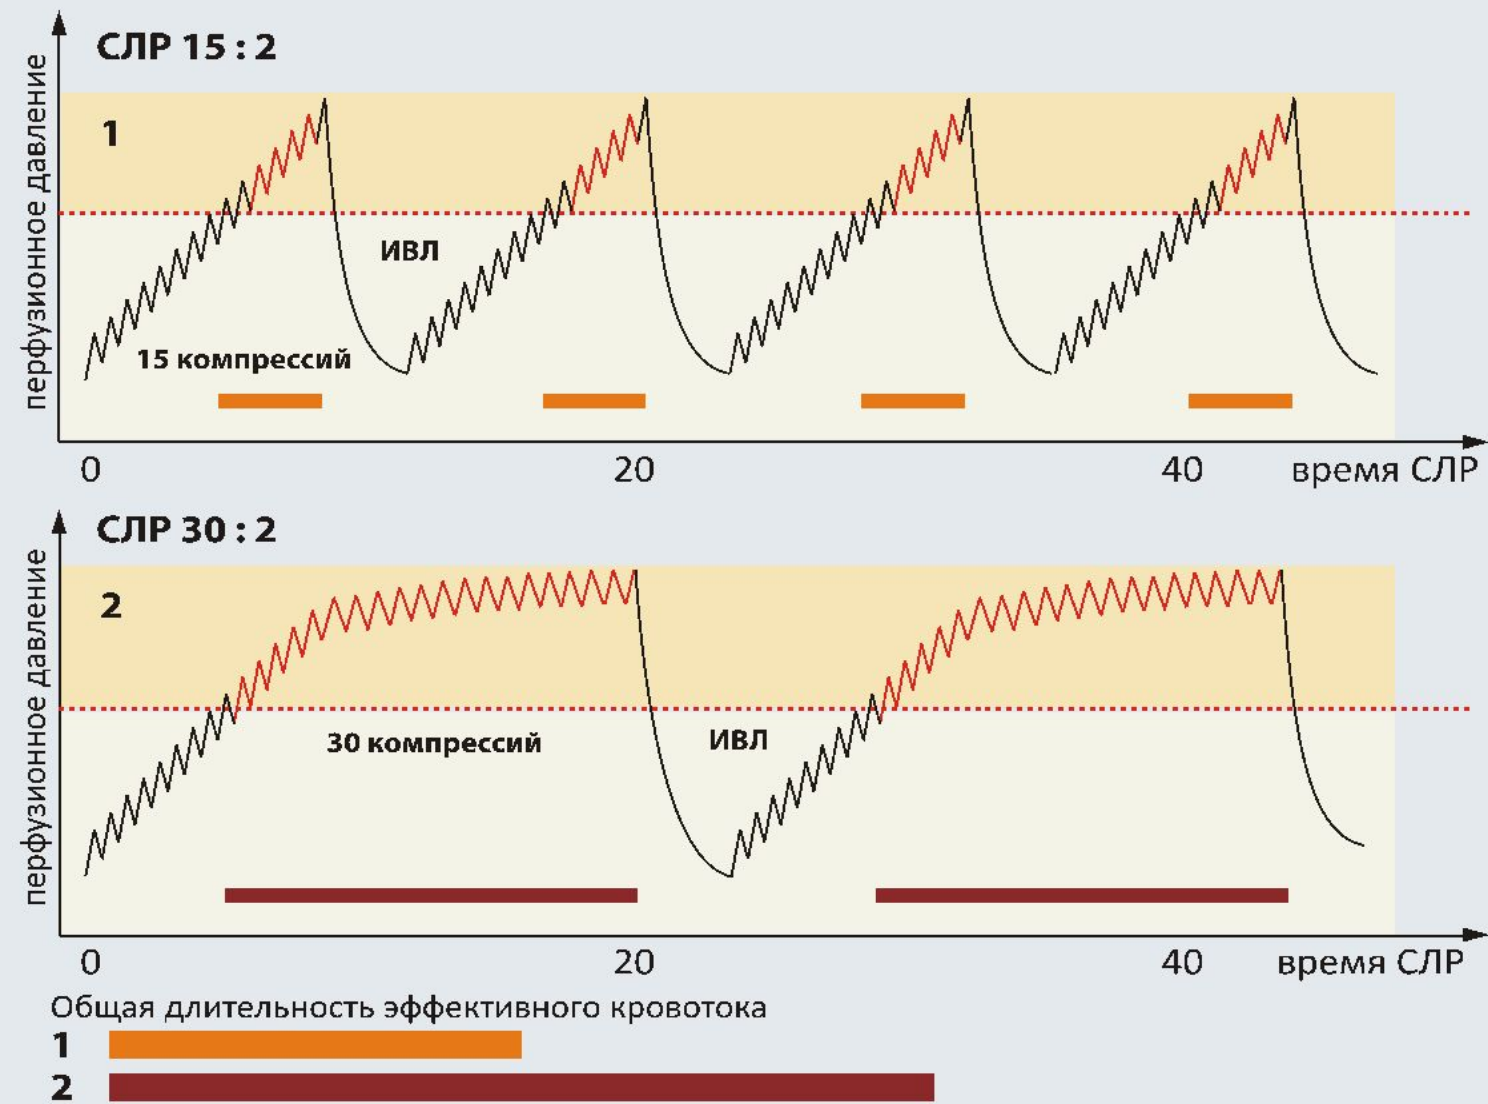 СЛР 15 : 2
перфузионное давление
1
ИВЛ
15 компрессий
0 20 40 время СЛР
СЛР 30 : 2
перфузионное давление
2
30 компрессий ИВЛ
0 20 40 время СЛР
Общая длительность эффективного кровотока
1
2